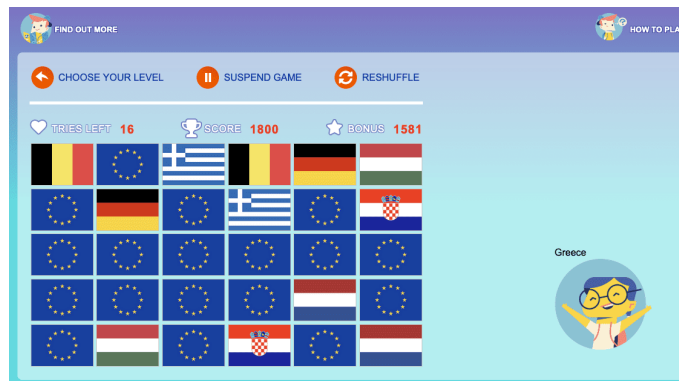 FIND OUT MORE
HOW TO PLA
CHOOSE YOUR LEVEL
SUSPEND GAME
RESHUFFLE
TRIES LEFT 16
SCORE 1800
BONUS 1581
Greece